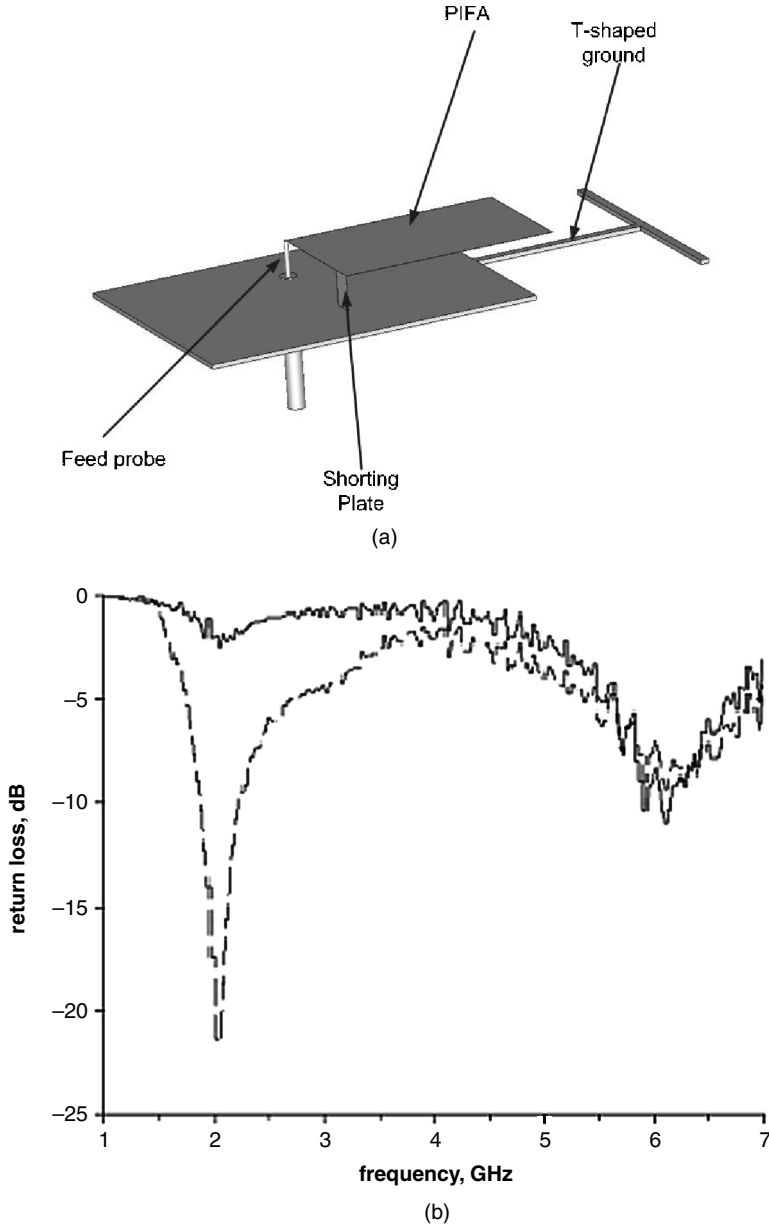 PIFA
T-shaped
ground
Feed probe
Shorting
Plate
(a)
0
–5
–10
–15
–20
–25
return loss, dB
1 2 3 4 5 6 7
frequency, GHz
(b)